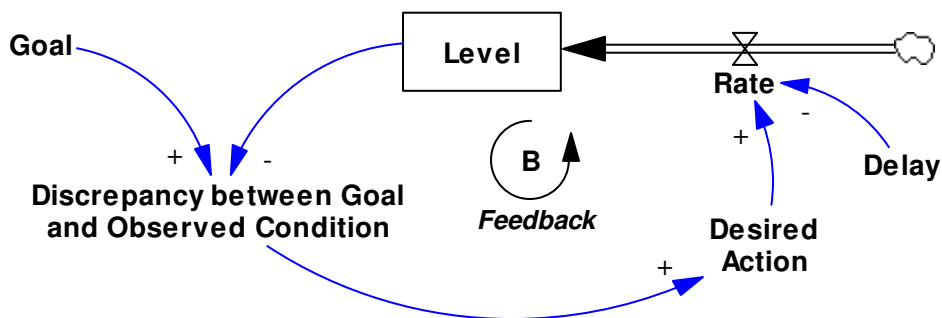 Goal
Level
Rate
+
-
B
+
-
Delay
Discrepancy between Goal
and Observed Condition
Feedback
Desired
Action
+